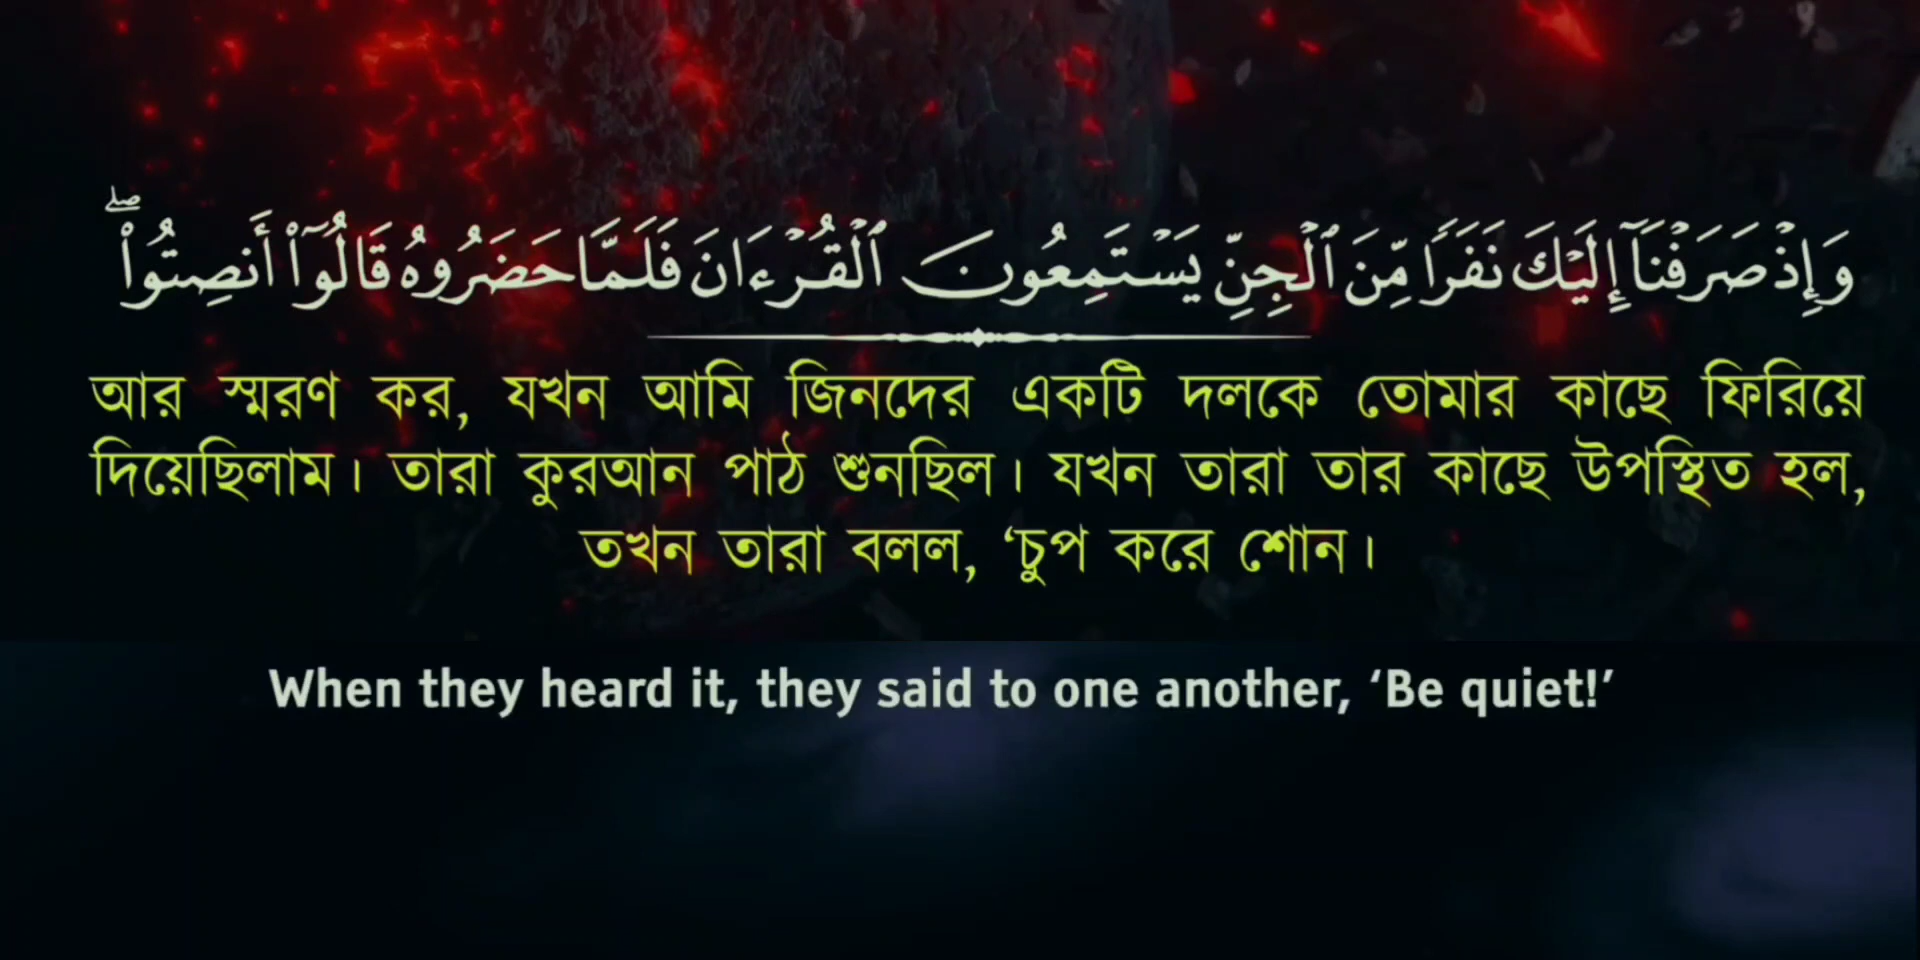 وَإِذْ صَرَفْنَآ إِلَيْكَ نَفَرًا مِّنَ ٱلْجِنِّ يَسْتَمِعُونَ ٱلْقُرْءَانَ فَلَمَّا حَضَرُوهُ قَالُوٓا۟ أَنصِتُوا۟ ۖ
আর স্মরণ কর, যখন আমি জিনদের একটি দলকে তোমার কাছে ফিরিয়ে
দিয়েছিলাম। তারা কুরআন পাঠ শুনছিল। যখন তারা তার কাছে উপস্থিত হল,
তখন তারা বলল, ‘চুপ করে শোন।
When they heard it, they said to one another, ‘Be quiet!’